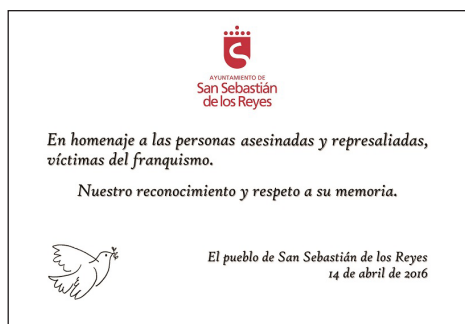 AYUNTAMIENTO DE
San Sebastián
de los Reyes
En homenaje a las personas asesinadas y represaliadas,
víctimas del franquismo.
Nuestro reconocimiento y respeto a su memoria.
El pueblo de San Sebastián de los Reyes
14 de abril de 2016